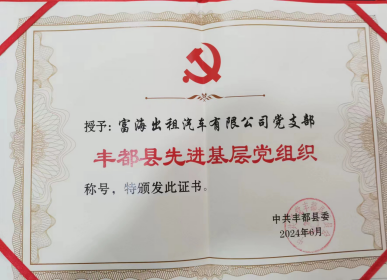 授予：富海出租汽车有限公司党支部
丰都县先进基层党组织
称号，特颁发此证书。
中共丰都县委
2024年6月